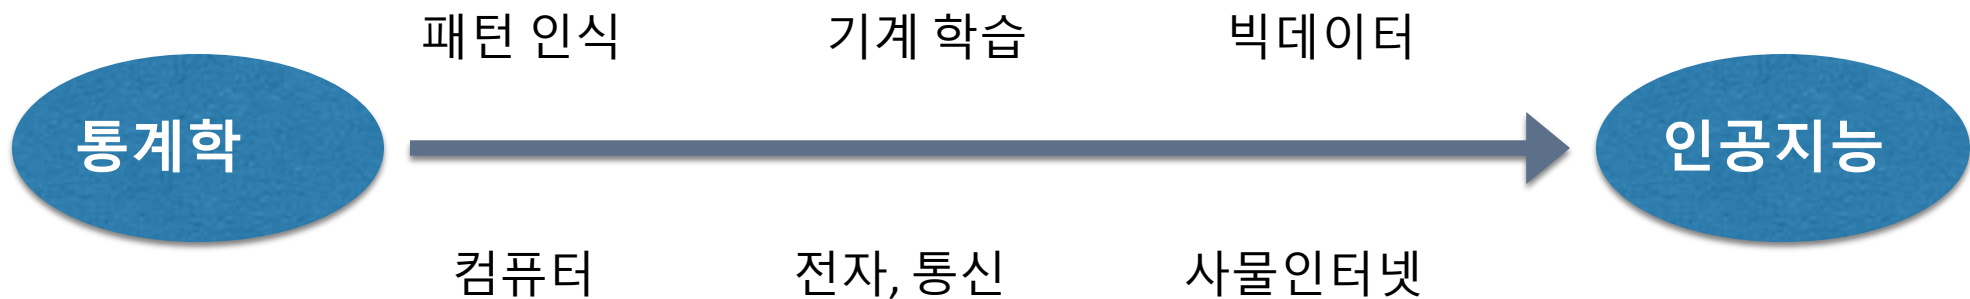 패턴 인식 기계 학습 빅데이터
통계학 인공지능
컴퓨터 전자, 통신 사물인터넷